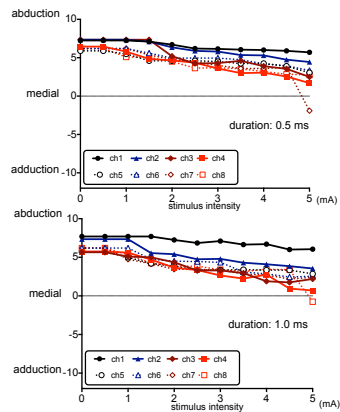 abduction
10
5
medial
0
duration: 0.5 ms
5
adduction
10
ch1 ch2 ch3 ch4
ch5 ch6 ch7 ch8
0 1 2 3 4 5 (mA)
stimulus intensity
abduction
10
5
medial
0
duration: 1.0 ms
5
adduction
10
ch1 ch2 ch3 ch4
ch5 ch6 ch7 ch8
0 1 2 3 4 5 (mA)
stimulus intensity